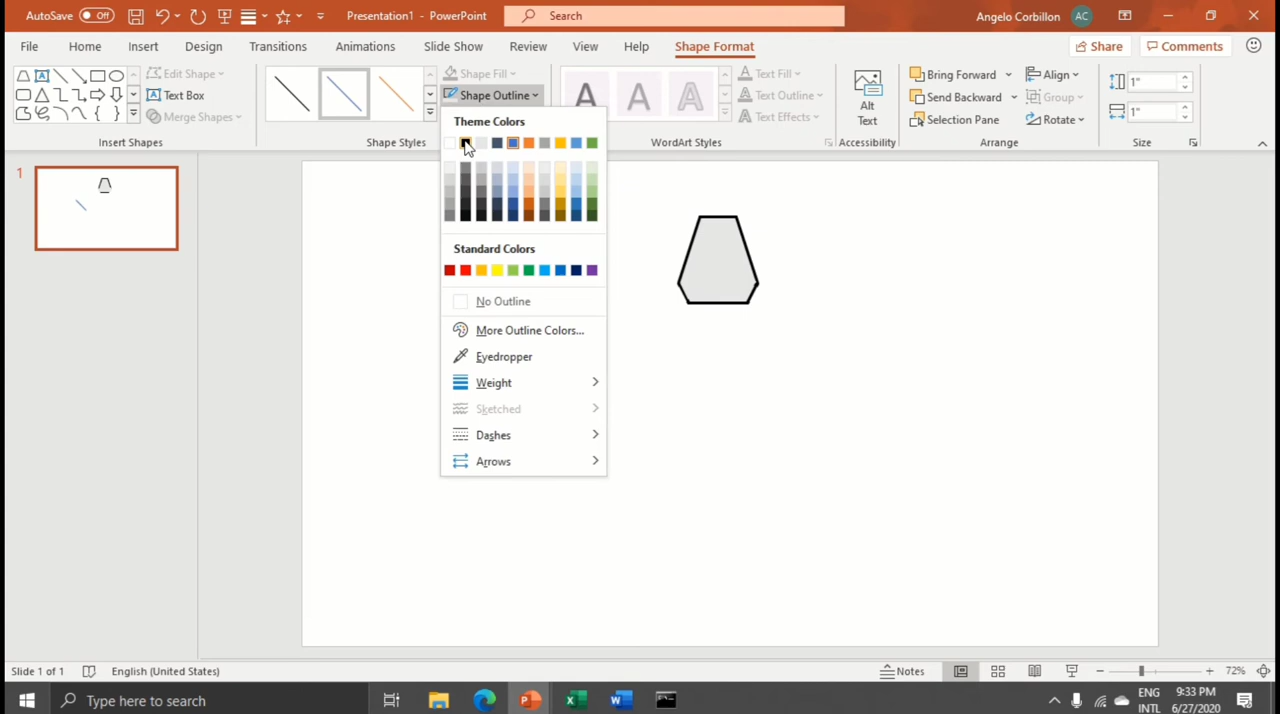 AutoSave Off Presentation1 - PowerPoint Search Angelo Corbillon AC
File Home Insert Design Transitions Animations Slide Show Review View Help Shape Format Share Comments
Edit Shape Shape Fill Text Fill Bring Forward Align 1"
Text Box Shape Outline A A A Text Outline Alt Text Send Backward Group
Merge Shapes Text Effects Selection Pane Rotate 1"
Insert Shapes Shape Styles WordArt Styles Accessibility Arrange Size
Theme Colors
Standard Colors
No Outline
More Outline Colors...
Eyedropper
Weight
Sketched
Dashes
Arrows
1
Slide 1 of 1 English (United States) Notes 72%
Type here to search ENG INTL 9:33 PM 6/27/2020